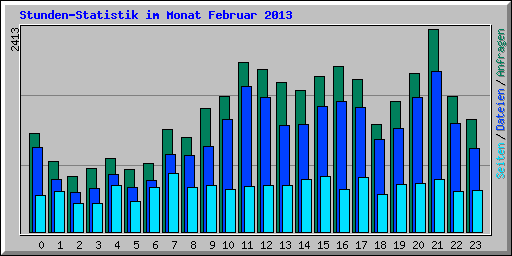 Stunden-Statistik im Monat Februar 2013
2413
Seiten/Dateien/Anfragen
0 1 2 3 4 5 6 7 8 9 10 11 12 13 14 15 16 17 18 19 20 21 22 23